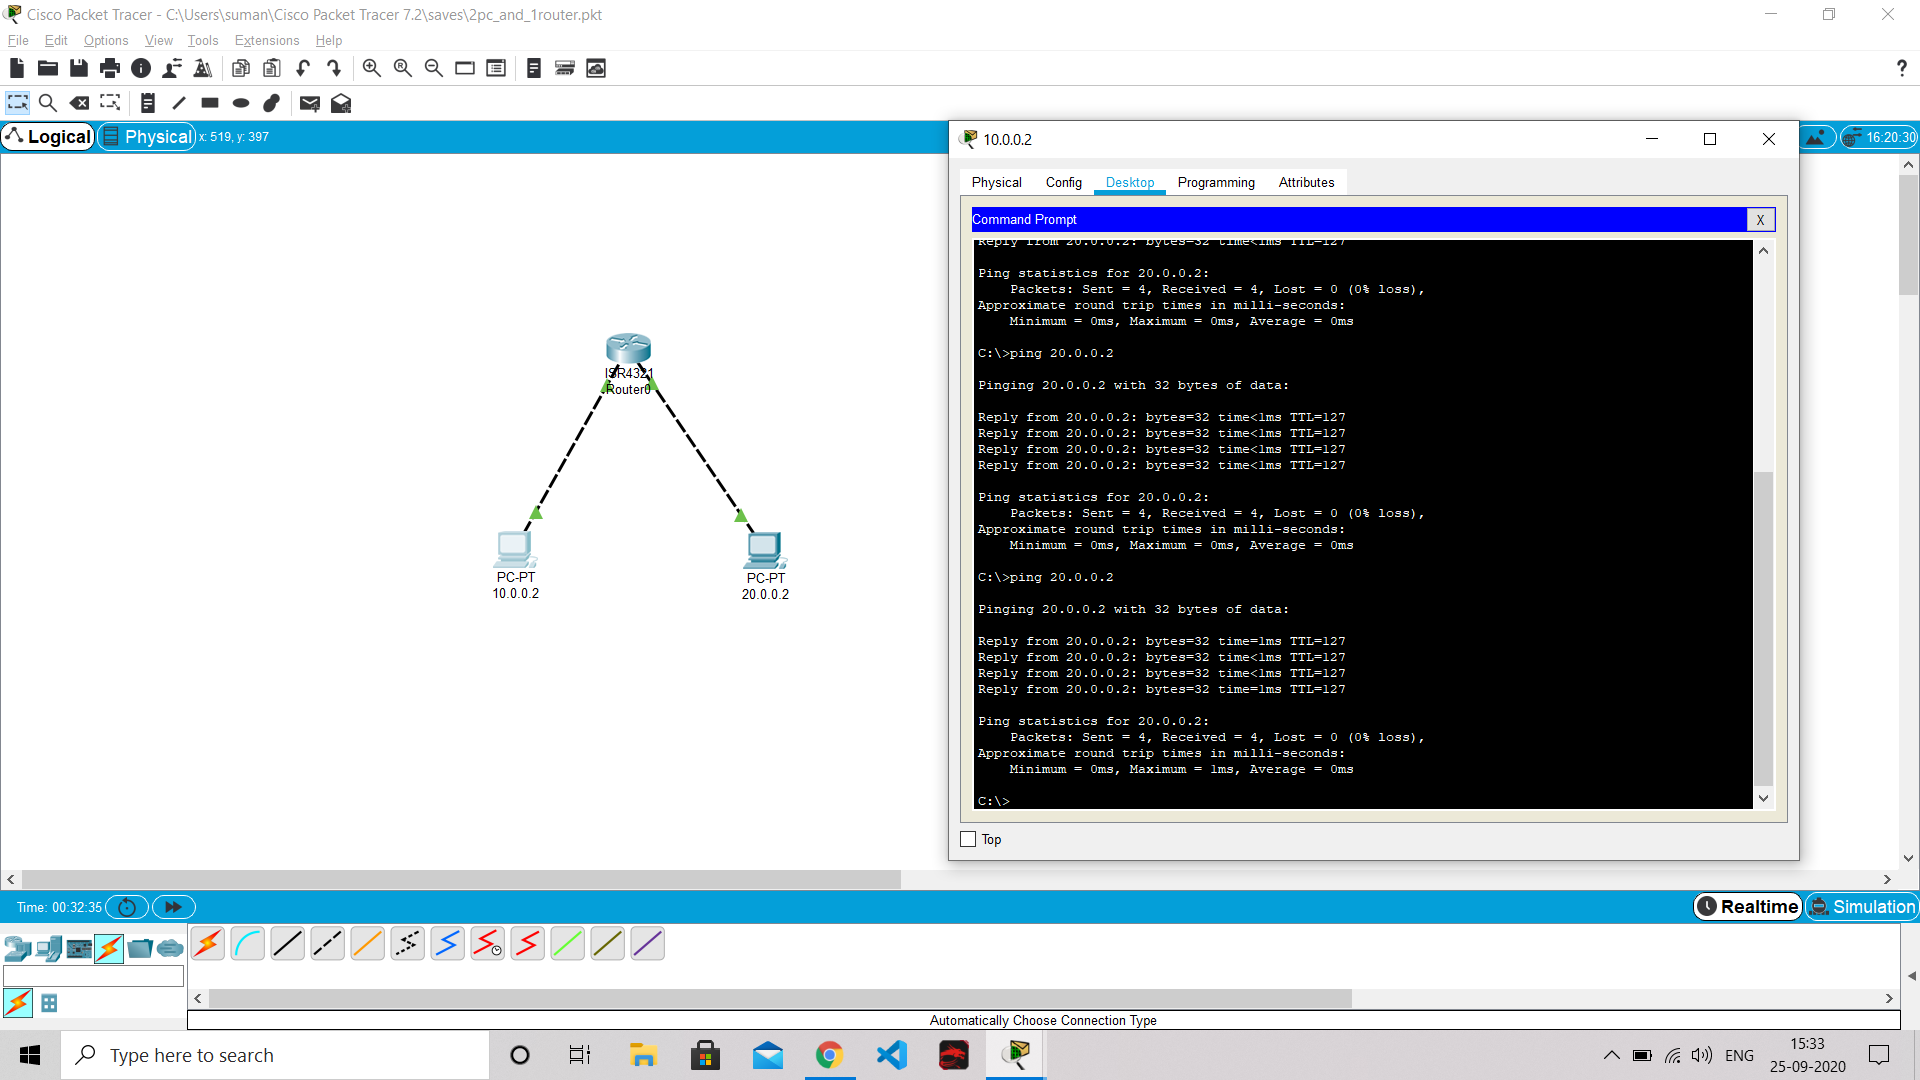 Cisco Packet Tracer - C:\Users\suman\Cisco Packet Tracer 7.2\saves\2pc_and_1router.pkt
File Edit Options View Tools Extensions Help
?
Logical Physical x: 519, y: 397
16:20:30
10.0.0.2
Physical Config Desktop Programming Attributes
Command Prompt
X
Reply from 20.0.0.2: bytes=32 time<1ms TTL=127
Ping statistics for 20.0.0.2:
Packets: Sent = 4, Received = 4, Lost = 0 (0% loss),
Approximate round trip times in milli-seconds:
Minimum = 0ms, Maximum = 0ms, Average = 0ms
C:\>ping 20.0.0.2
Pinging 20.0.0.2 with 32 bytes of data:
Reply from 20.0.0.2: bytes=32 time<1ms TTL=127
Reply from 20.0.0.2: bytes=32 time<1ms TTL=127
Reply from 20.0.0.2: bytes=32 time<1ms TTL=127
Reply from 20.0.0.2: bytes=32 time<1ms TTL=127
Ping statistics for 20.0.0.2:
Packets: Sent = 4, Received = 4, Lost = 0 (0% loss),
Approximate round trip times in milli-seconds:
Minimum = 0ms, Maximum = 0ms, Average = 0ms
C:\>ping 20.0.0.2
Pinging 20.0.0.2 with 32 bytes of data:
Reply from 20.0.0.2: bytes=32 time=1ms TTL=127
Reply from 20.0.0.2: bytes=32 time<1ms TTL=127
Reply from 20.0.0.2: bytes=32 time<1ms TTL=127
Reply from 20.0.0.2: bytes=32 time=1ms TTL=127
Ping statistics for 20.0.0.2:
Packets: Sent = 4, Received = 4, Lost = 0 (0% loss),
Approximate round trip times in milli-seconds:
Minimum = 0ms, Maximum = 1ms, Average = 0ms
C:\>
Top
ISR4321
Router0
PC-PT
10.0.0.2
PC-PT
20.0.0.2
Time: 00:32:35
Realtime Simulation
Automatically Choose Connection Type
Type here to search
ENG
15:33
25-09-2020